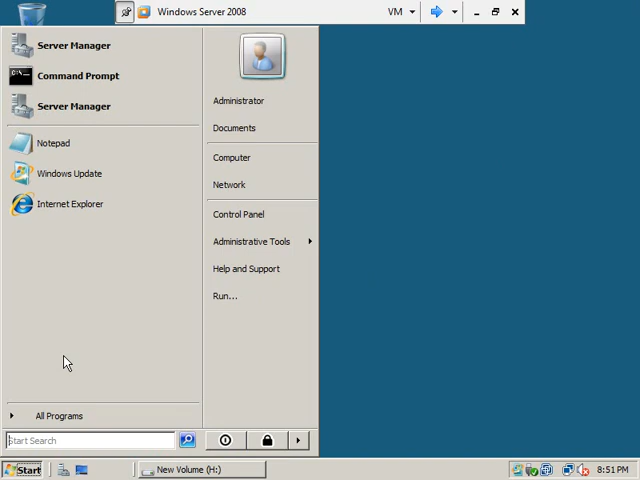 Windows Server 2008
VM
Server Manager
Command Prompt
Server Manager
Notepad
Windows Update
Internet Explorer
All Programs
Start Search
Administrator
Documents
Computer
Network
Control Panel
Administrative Tools
Help and Support
Run...
Start
New Volume (H:)
8:51 PM